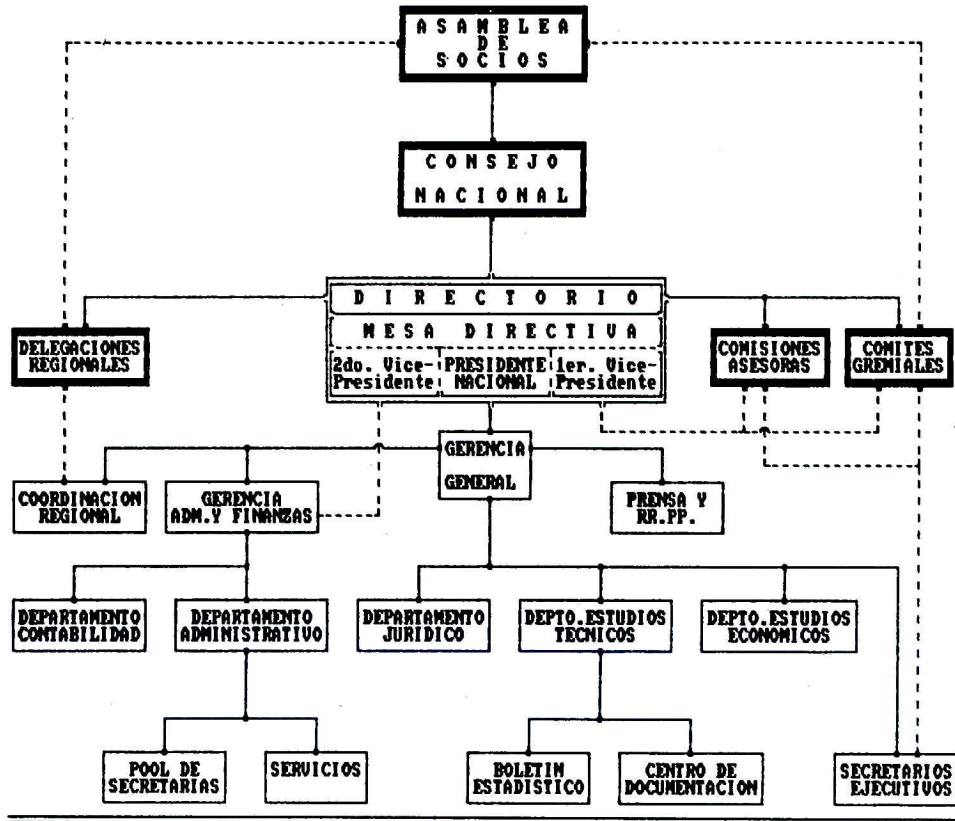 ASAMBLEA
DE
SOCIOS
CONSEJO
NACIONAL
DIRECTORIO
MESA DIRECTIVA
2do. Vice-
Presidente
PRESIDENTE
NACIONAL
1er. Vice-
Presidente
DELEGACIONES
REGIONALES
COMISIONES
ASESORAS
COMITES
GREMIALES
GERENCIA
GENERAL
COORDINACION
REGIONAL
GERENCIA
ADM.Y FINANZAS
PRENSA Y
RR.PP.
DEPARTAMENTO
CONTABILIDAD
DEPARTAMENTO
ADMINISTRATIVO
DEPARTAMENTO
JURIDICO
DEPTO.ESTUDIOS
TECNICOS
DEPTO.ESTUDIOS
ECONOMICOS
POOL DE
SECRETARIAS
SERVICIOS
BOLETIN
ESTADISTICO
CENTRO DE
DOCUMENTACION
SECRETARIOS
EJECUTIVOS